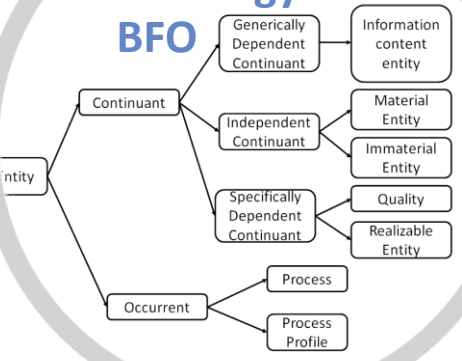 BFO
Generically
Dependent
Continuant
Information
content
entity
Continuant
Independent
Continuant
Material
Entity
Immaterial
Entity
ntity
Specifically
Dependent
Continuant
Quality
Realizable
Entity
Process
Occurrent
Process
Profile